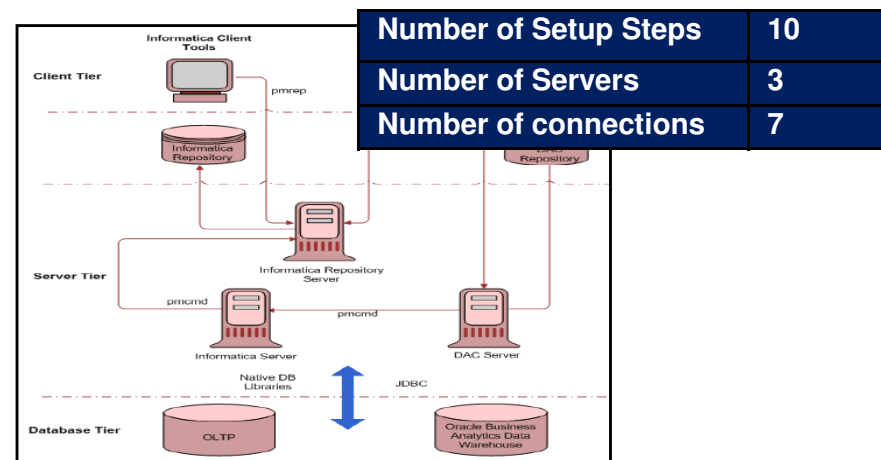 Number of Setup Steps 10
Number of Servers 3
Number of connections 7
Informatica Client
Tools
Client Tier
pmrep
Informatica
Repository
Repository
Informatica Repository
Server
Server Tier
pmcmd
pmcmd
Informatica Server
DAC Server
Native DB
Libraries
JDBC
Database Tier
OLTP
Oracle Business
Analytics Data
Warehouse